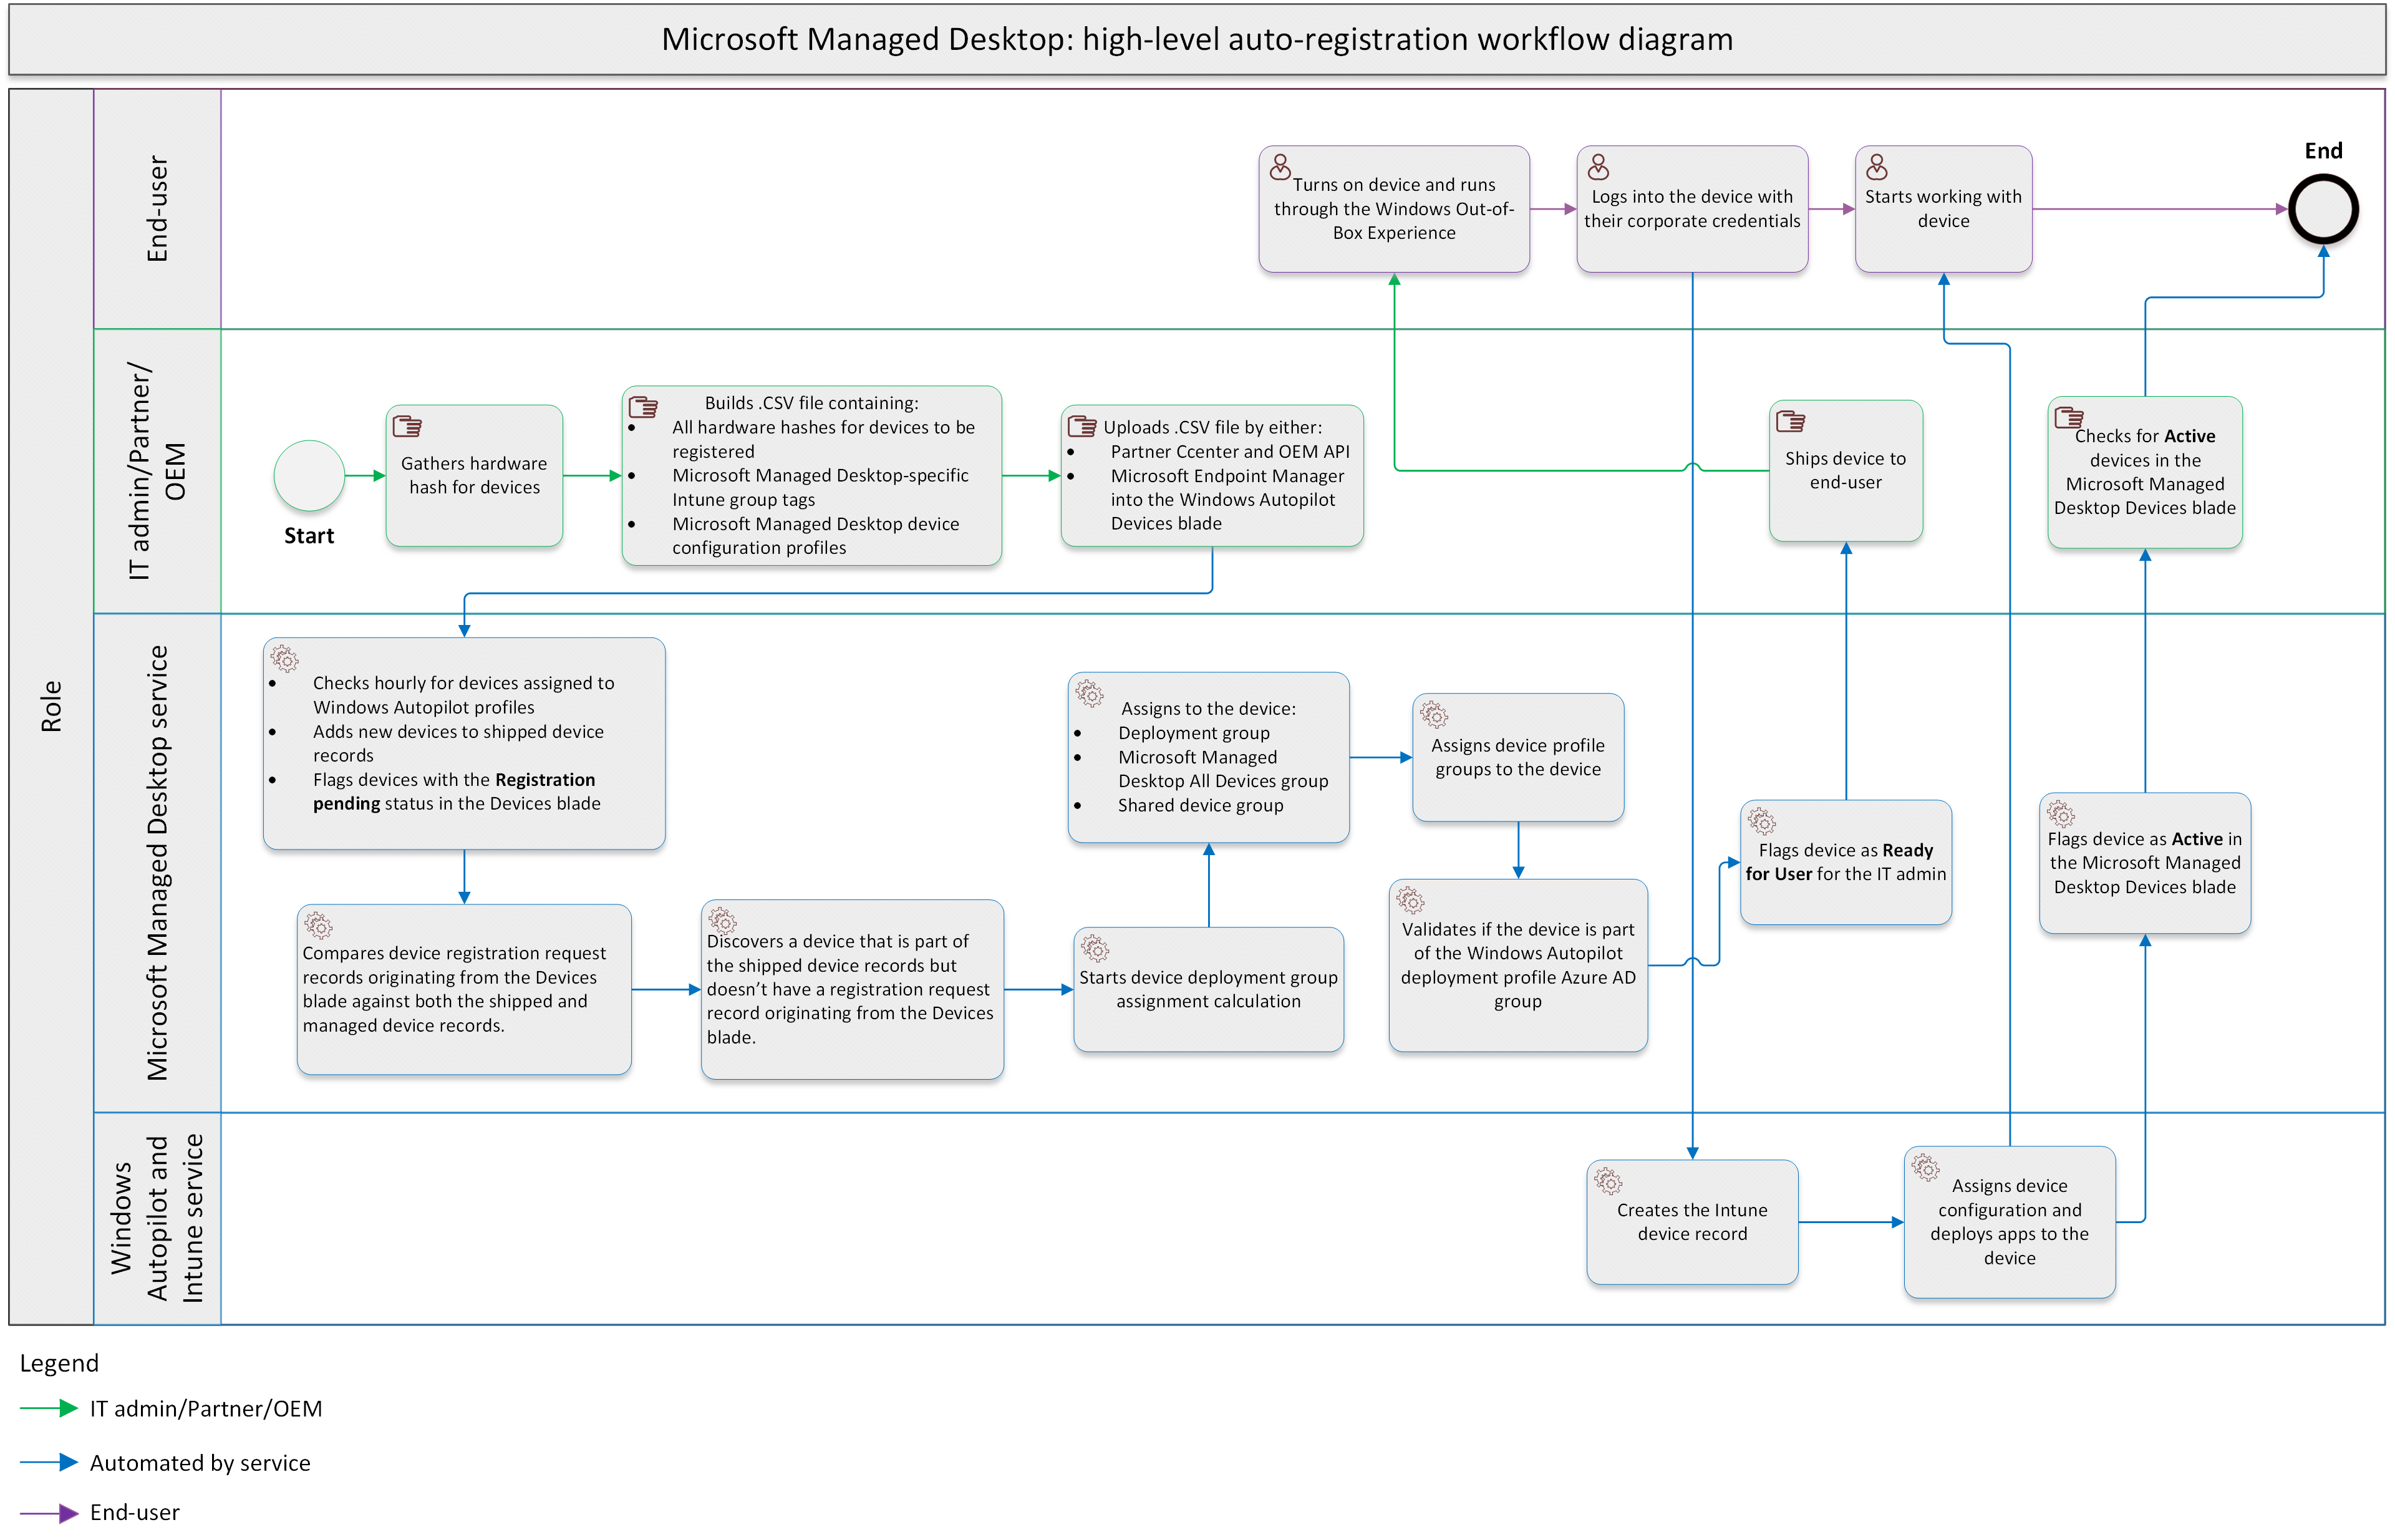 Microsoft Managed Desktop: high-level auto-registration workflow diagram
Role
End-user
Turns on device and runs
through the Windows Out-of-
Box Experience
Logs into the device with
their corporate credentials
Starts working with
device
End
IT admin/Partner/
OEM
Start
Gathers hardware
hash for devices
Builds .CSV file containing:
• All hardware hashes for devices to be
registered
• Microsoft Managed Desktop-specific
Intune group tags
• Microsoft Managed Desktop device
configuration profiles
Uploads .CSV file by either:
• Partner Ccenter and OEM API
• Microsoft Endpoint Manager
into the Windows Autopilot
Devices blade
Ships device to
end-user
Checks for Active
devices in the
Microsoft Managed
Desktop Devices blade
Microsoft Managed Desktop service
• Checks hourly for devices assigned to
Windows Autopilot profiles
• Adds new devices to shipped device
records
• Flags devices with the Registration
pending status in the Devices blade
Compares device registration request
records originating from the Devices
blade against both the shipped and
managed device records.
Discovers a device that is part of
the shipped device records but
doesn’t have a registration request
record originating from the Devices
blade.
Starts device deployment group
assignment calculation
Assigns to the device:
• Deployment group
• Microsoft Managed
Desktop All Devices group
• Shared device group
Assigns device profile
groups to the device
Validates if the device is part
of the Windows Autopilot
deployment profile Azure AD
group
Flags device as Ready
for User for the IT admin
Flags device as Active in
the Microsoft Managed
Desktop Devices blade
Windows
Autopilot and
Intune service
Creates the Intune
device record
Assigns device
configuration and
deploys apps to the
device
Legend
IT admin/Partner/OEM
Automated by service
End-user